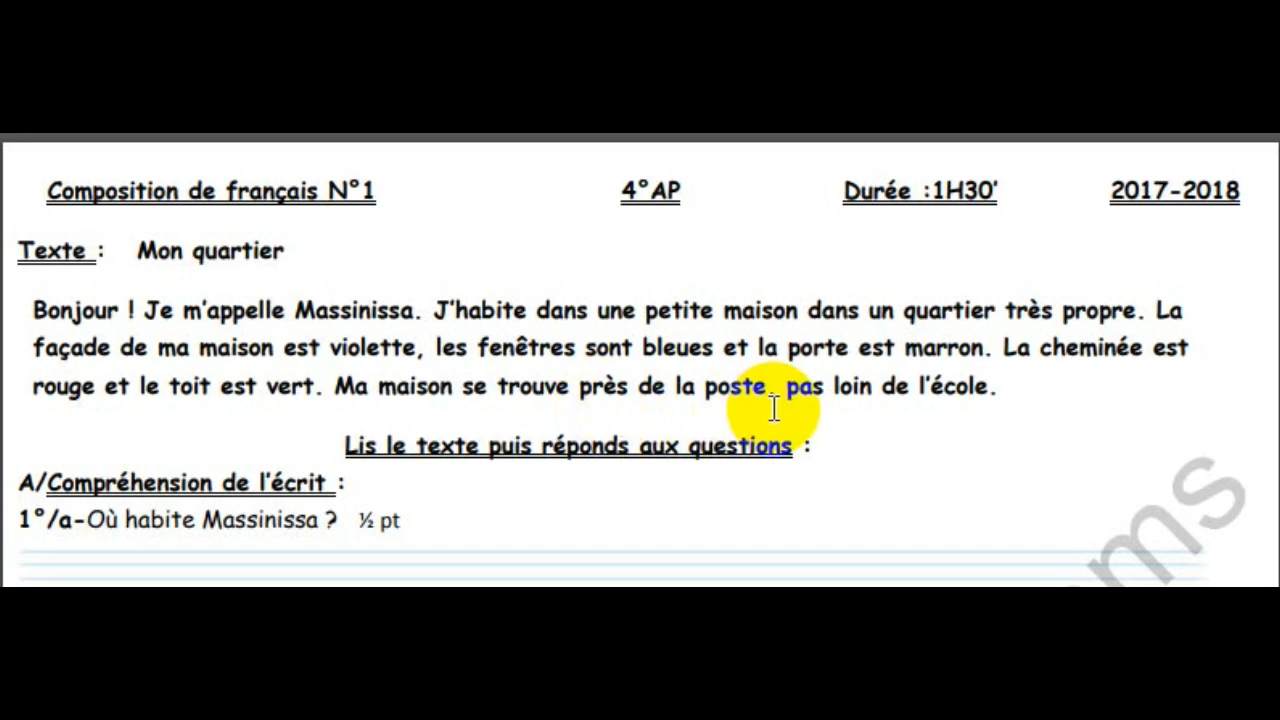 Composition de français N°1 4°AP Durée :1H30' 2017-2018
Texte : Mon quartier
Bonjour ! Je m'appelle Massinissa. J'habite dans une petite maison dans un quartier très propre. La
façade de ma maison est violette, les fenêtres sont bleues et la porte est marron. La cheminée est
rouge et le toit est vert. Ma maison se trouve près de la poste, pas loin de l'école.
Lis le texte puis réponds aux questions :
A/Compréhension de l'écrit :
1°/a-Où habite Massinissa ? ½ pt